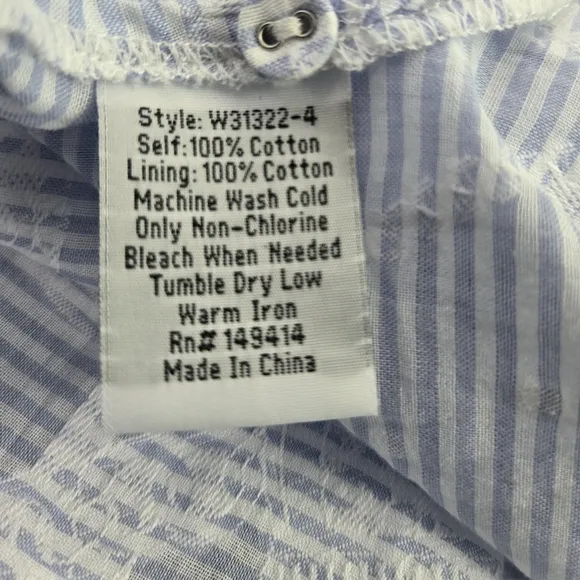 Style: W31322-4
Self:100% Cotton
Lining: 100% Cotton
Machine Wash Cold
Only Non-Chlorine
Bleach When Needed
Tumble Dry Low
Warm Iron
Rn# 149414
Made In China